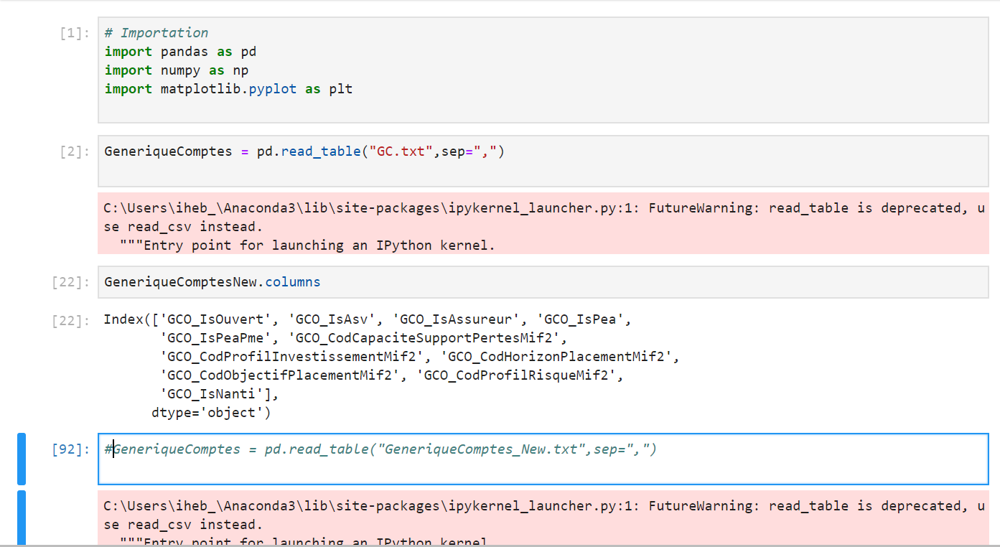 [1]:
# Importation
import pandas as pd
import numpy as np
import matplotlib.pyplot as plt
[2]:
GeneriqueComptes = pd.read_table("GC.txt",sep=",")
C:\Users\iheb_\Anaconda3\lib\site-packages\ipykernel_launcher.py:1: FutureWarning: read_table is deprecated, u
se read_csv instead.
  """Entry point for launching an IPython kernel.
[22]:
GeneriqueComptesNew.columns
[22]:
Index(['GCO_IsOuvert', 'GCO_IsAsv', 'GCO_IsAssureur', 'GCO_IsPea',
       'GCO_IsPeaPme', 'GCO_CodCapaciteSupportPertesMif2',
       'GCO_CodProfilInvestissementMif2', 'GCO_CodHorizonPlacementMif2',
       'GCO_CodObjectifPlacementMif2', 'GCO_CodProfilRisqueMif2',
       'GCO_IsNanti'],
      dtype='object')
[92]:
#GeneriqueComptes = pd.read_table("GeneriqueComptes_New.txt",sep=",")
C:\Users\iheb_\Anaconda3\lib\site-packages\ipykernel_launcher.py:1: FutureWarning: read_table is deprecated, u
se read_csv instead.
  """Entry point for launching an IPython kernel.